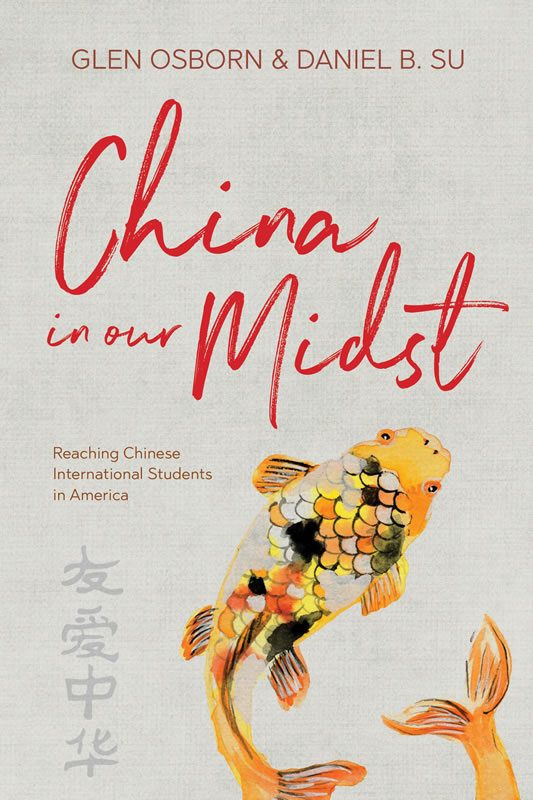 GLEN OSBORN & DANIEL B. SU
China
in our Midst
Reaching Chinese
International Students
in America
友爱中华